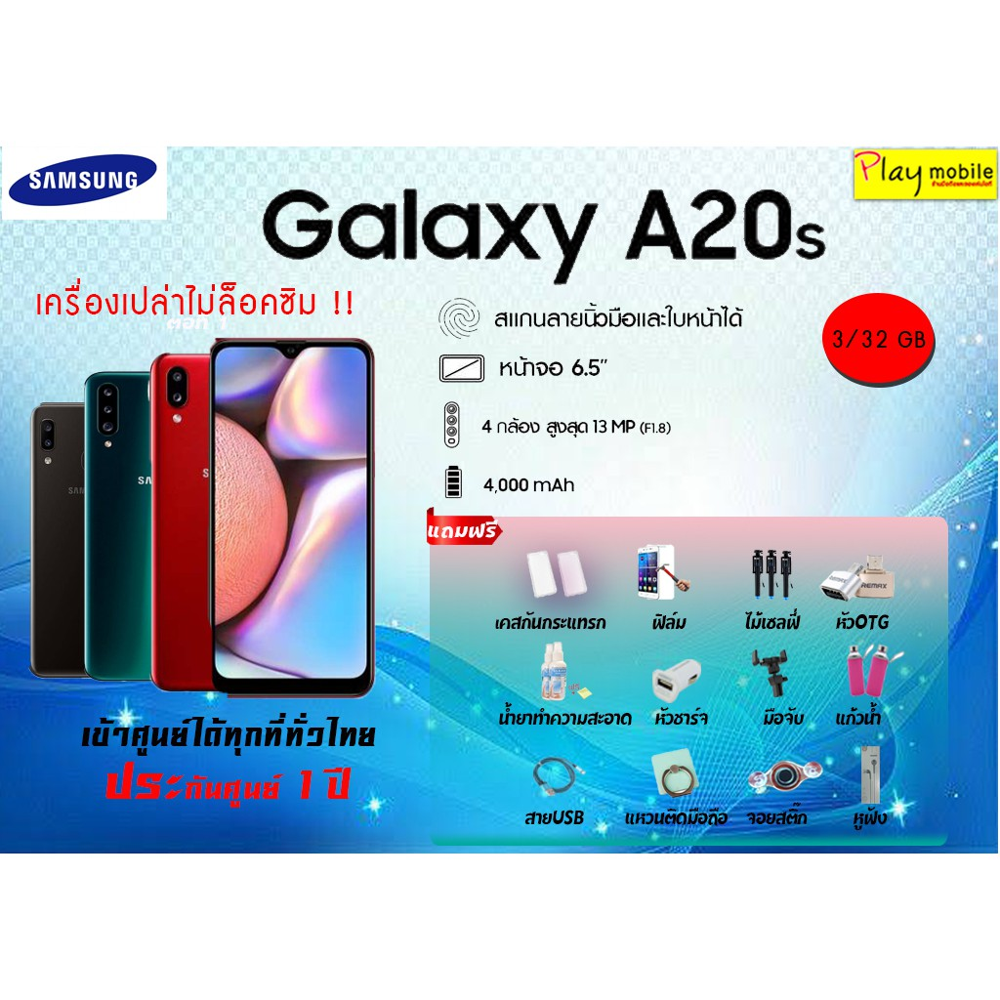 SAMSUNG
Play mobile
Galaxy A20s
เครื่องเปล่าไม่ล็อคซิม !!
สแกนลายนิ้วมือและใบหน้าได้
3/32 GB
หน้าจอ 6.5"
4 กล้อง สูงสุด 13 MP (F1.8)
4,000 mAh
แถมฟรี
เคสกันกระแทรก
ฟิล์ม
ไม้เซลฟี่
หัวOTG
REMAX
น้ำยาทำความสะอาด
หัวชาร์จ
มือจับ
แก้วน้ำ
สายUSB
แหวนติดมือถือ
จอยสติ๊ก
หูฟัง
เข้าศูนย์ได้ทุกที่ทั่วไทย
ประกันศูนย์ 1 ปี